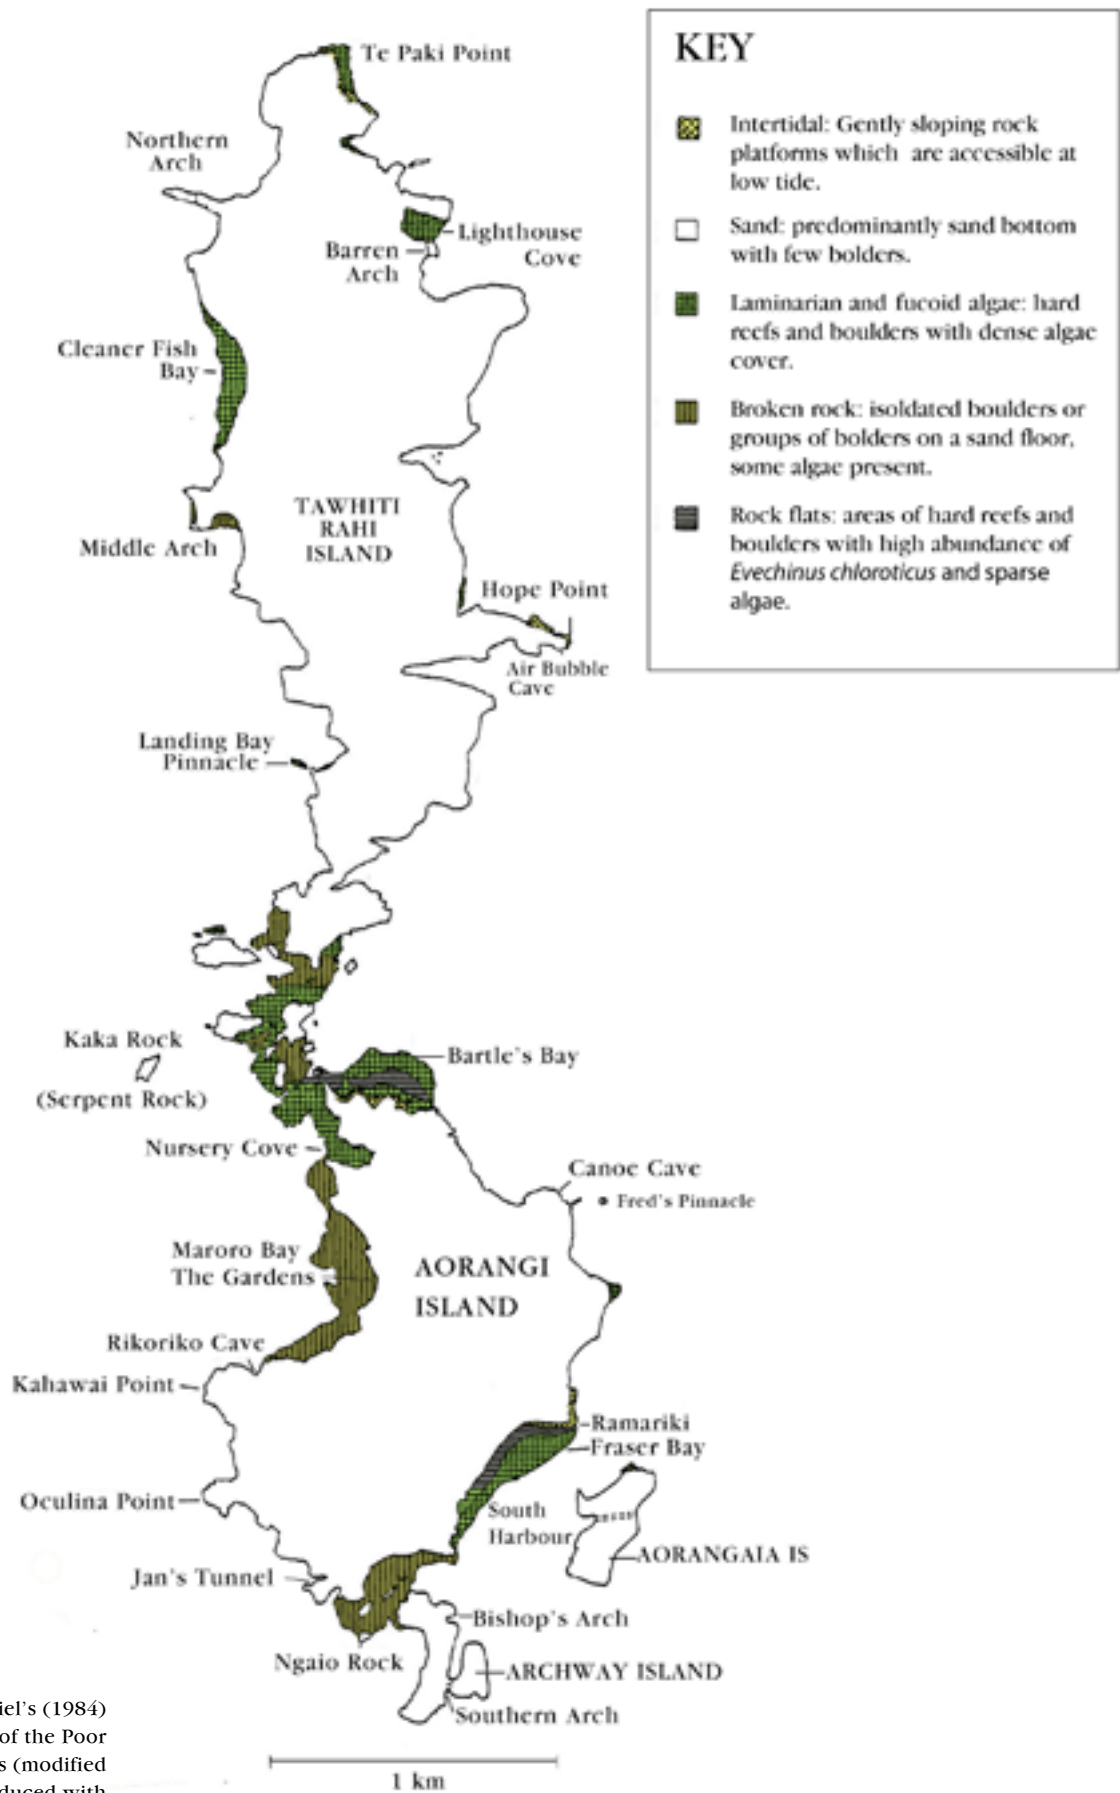 Te Paki Point
Northern
Arch
Lighthouse
Cove
Barren
Arch
Cleaner Fish
Bay
TAWHITI
RAHI
ISLAND
Middle Arch
Hope Point
Air Bubble
Cave
Landing Bay
Pinnacle
Kaka Rock
(Serpent Rock)
Bartle's Bay
Nursery Cove
Canoe Cave
Fred's Pinnacle
Maroro Bay
The Gardens
AORANGI
ISLAND
Rikoriko Cave
Kahawai Point
Ramariki
Fraser Bay
Oculina Point
South
Harbour
AORANGAIA IS
Jan's Tunnel
Bishop's Arch
Ngaio Rock
ARCHWAY ISLAND
Southern Arch
1 km
KEY
Intertidal: Gently sloping rock
platforms which are accessible at
low tide.
Sand: predominantly sand bottom
with few bolders.
Laminarian and fucoid algae: hard
reefs and boulders with dense algae
cover.
Broken rock: isoldated boulders or
groups of bolders on a sand floor,
some algae present.
Rock flats: areas of hard reefs and
boulders with high abundance of
Evechinus chloroticus and sparse
algae.
iel's (1984)
of the Poor
s (modified
duced with